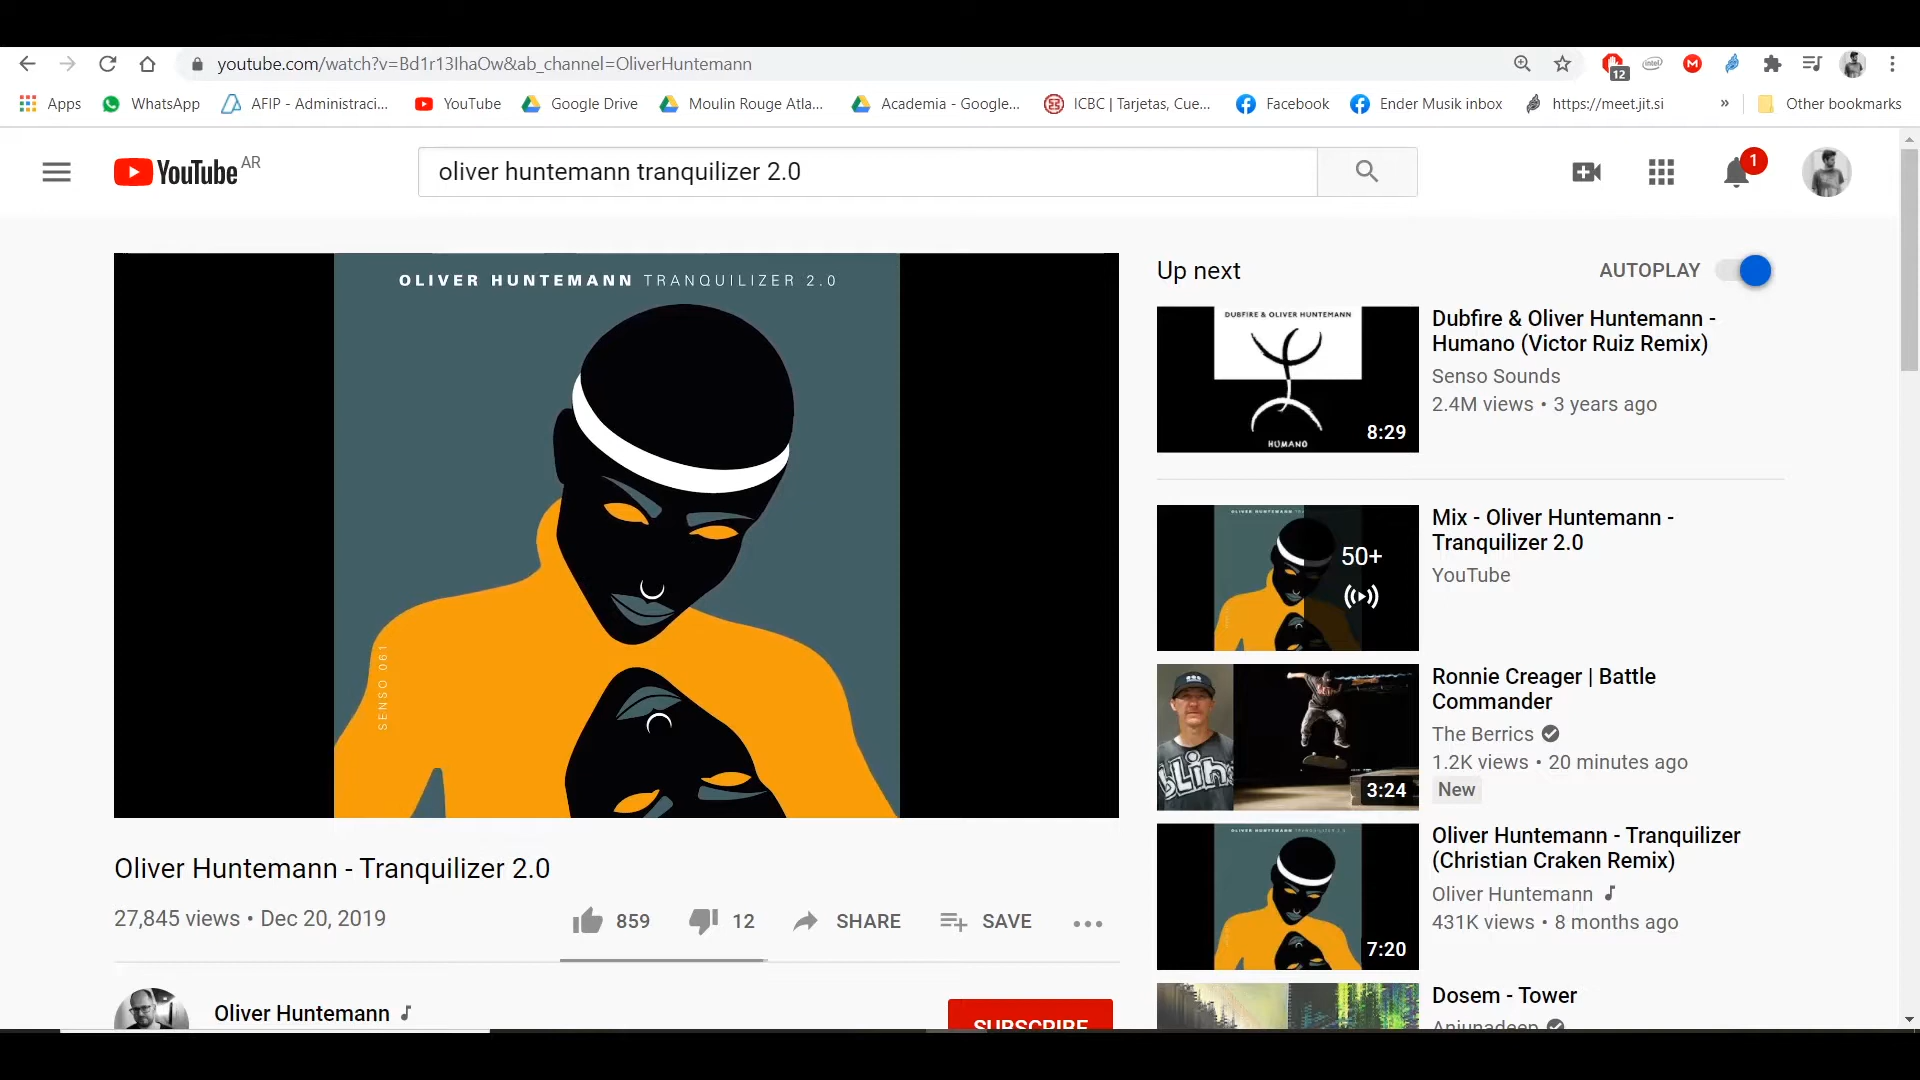 youtube.com/watch?v=Bd1r13IhaOw&ab_channel=OliverHuntemann
12
Apps WhatsApp AFIP - Administraci... YouTube Google Drive Moulin Rouge Atla... Academia - Google... ICBC | Tarjetas, Cue... Facebook Ender Musik inbox https://meet.jit.si » Other bookmarks
YouTube AR
oliver huntemann tranquilizer 2.0
1
OLIVER HUNTEMANN TRANQUILIZER 2.0
SENSO 061
Oliver Huntemann - Tranquilizer 2.0
27,845 views • Dec 20, 2019
859 12 SHARE SAVE
Oliver Huntemann
SUBSCRIBE
Up next
AUTOPLAY
DUBFIRE & OLIVER HUNTEMANN
HUMANO
8:29
Dubfire & Oliver Huntemann -
Humano (Victor Ruiz Remix)
Senso Sounds
2.4M views • 3 years ago
50+
Mix - Oliver Huntemann -
Tranquilizer 2.0
YouTube
3:24
Ronnie Creager | Battle
Commander
The Berrics
1.2K views • 20 minutes ago
New
7:20
Oliver Huntemann - Tranquilizer
(Christian Craken Remix)
Oliver Huntemann
431K views • 8 months ago
Dosem - Tower
Anjunadeep